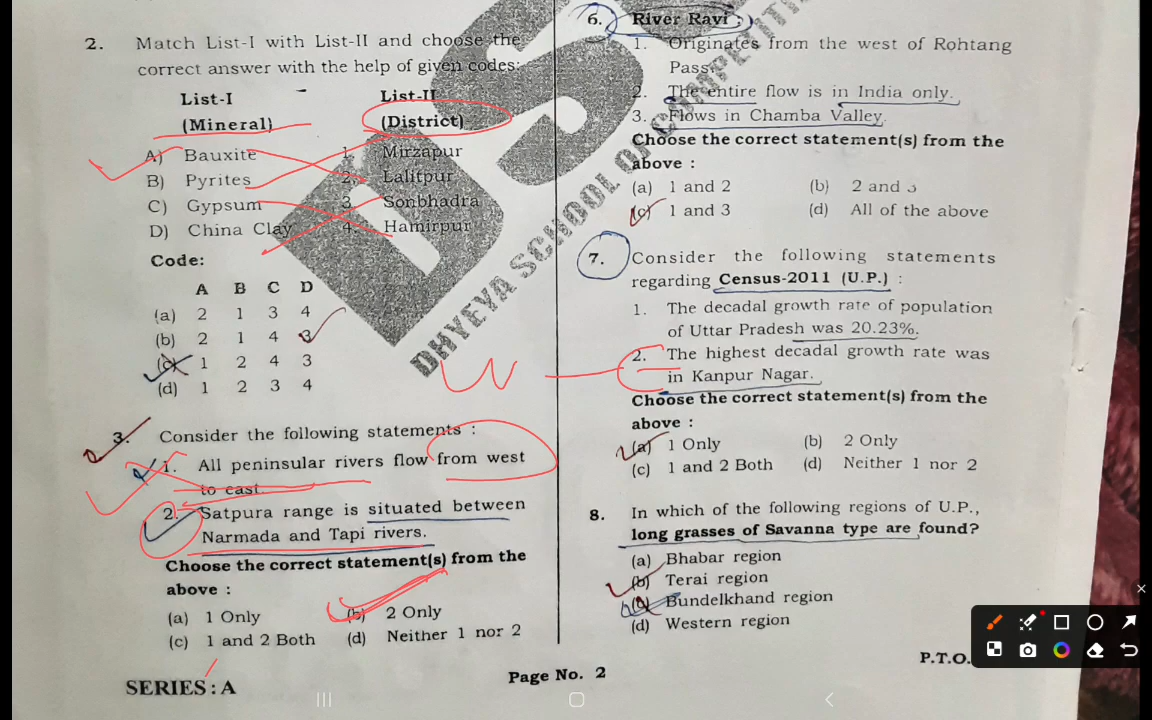 2. Match List-I with List-II and choose the
correct answer with the help of given codes:
List-I List-II
(Mineral) (District)
A) Bauxite 1. Mirzapur
B) Pyrites 2. Lalitpur
C) Gypsum 3. Sonbhadra
D) China Clay 4. Hamirpur
Code:
A B C D
(a) 2 1 3 4
(b) 2 1 4 3
(c) 1 2 4 3
(d) 1 2 3 4
3. Consider the following statements :
1. All peninsular rivers flow from west
to east.
2. Satpura range is situated between
Narmada and Tapi rivers.
Choose the correct statement(s) from the
above :
(a) 1 Only (b) 2 Only
(c) 1 and 2 Both (d) Neither 1 nor 2
SERIES : A
Page No. 2
6. River Ravi :
1. Originates from the west of Rohtang
Pass.
2. The entire flow is in India only.
3. Flows in Chamba Valley.
Choose the correct statement(s) from the
above :
(a) 1 and 2 (b) 2 and 3
(c) 1 and 3 (d) All of the above
7. Consider the following statements
regarding Census-2011 (U.P.) :
1. The decadal growth rate of population
of Uttar Pradesh was 20.23%.
2. The highest decadal growth rate was
in Kanpur Nagar.
Choose the correct statement(s) from the
above :
(a) 1 Only (b) 2 Only
(c) 1 and 2 Both (d) Neither 1 nor 2
8. In which of the following regions of U.P.,
long grasses of Savanna type are found?
(a) Bhabar region
(b) Terai region
(c) Bundelkhand region
(d) Western region
P.T.O.
DHYEYA SCHOOL OF COMPETITI